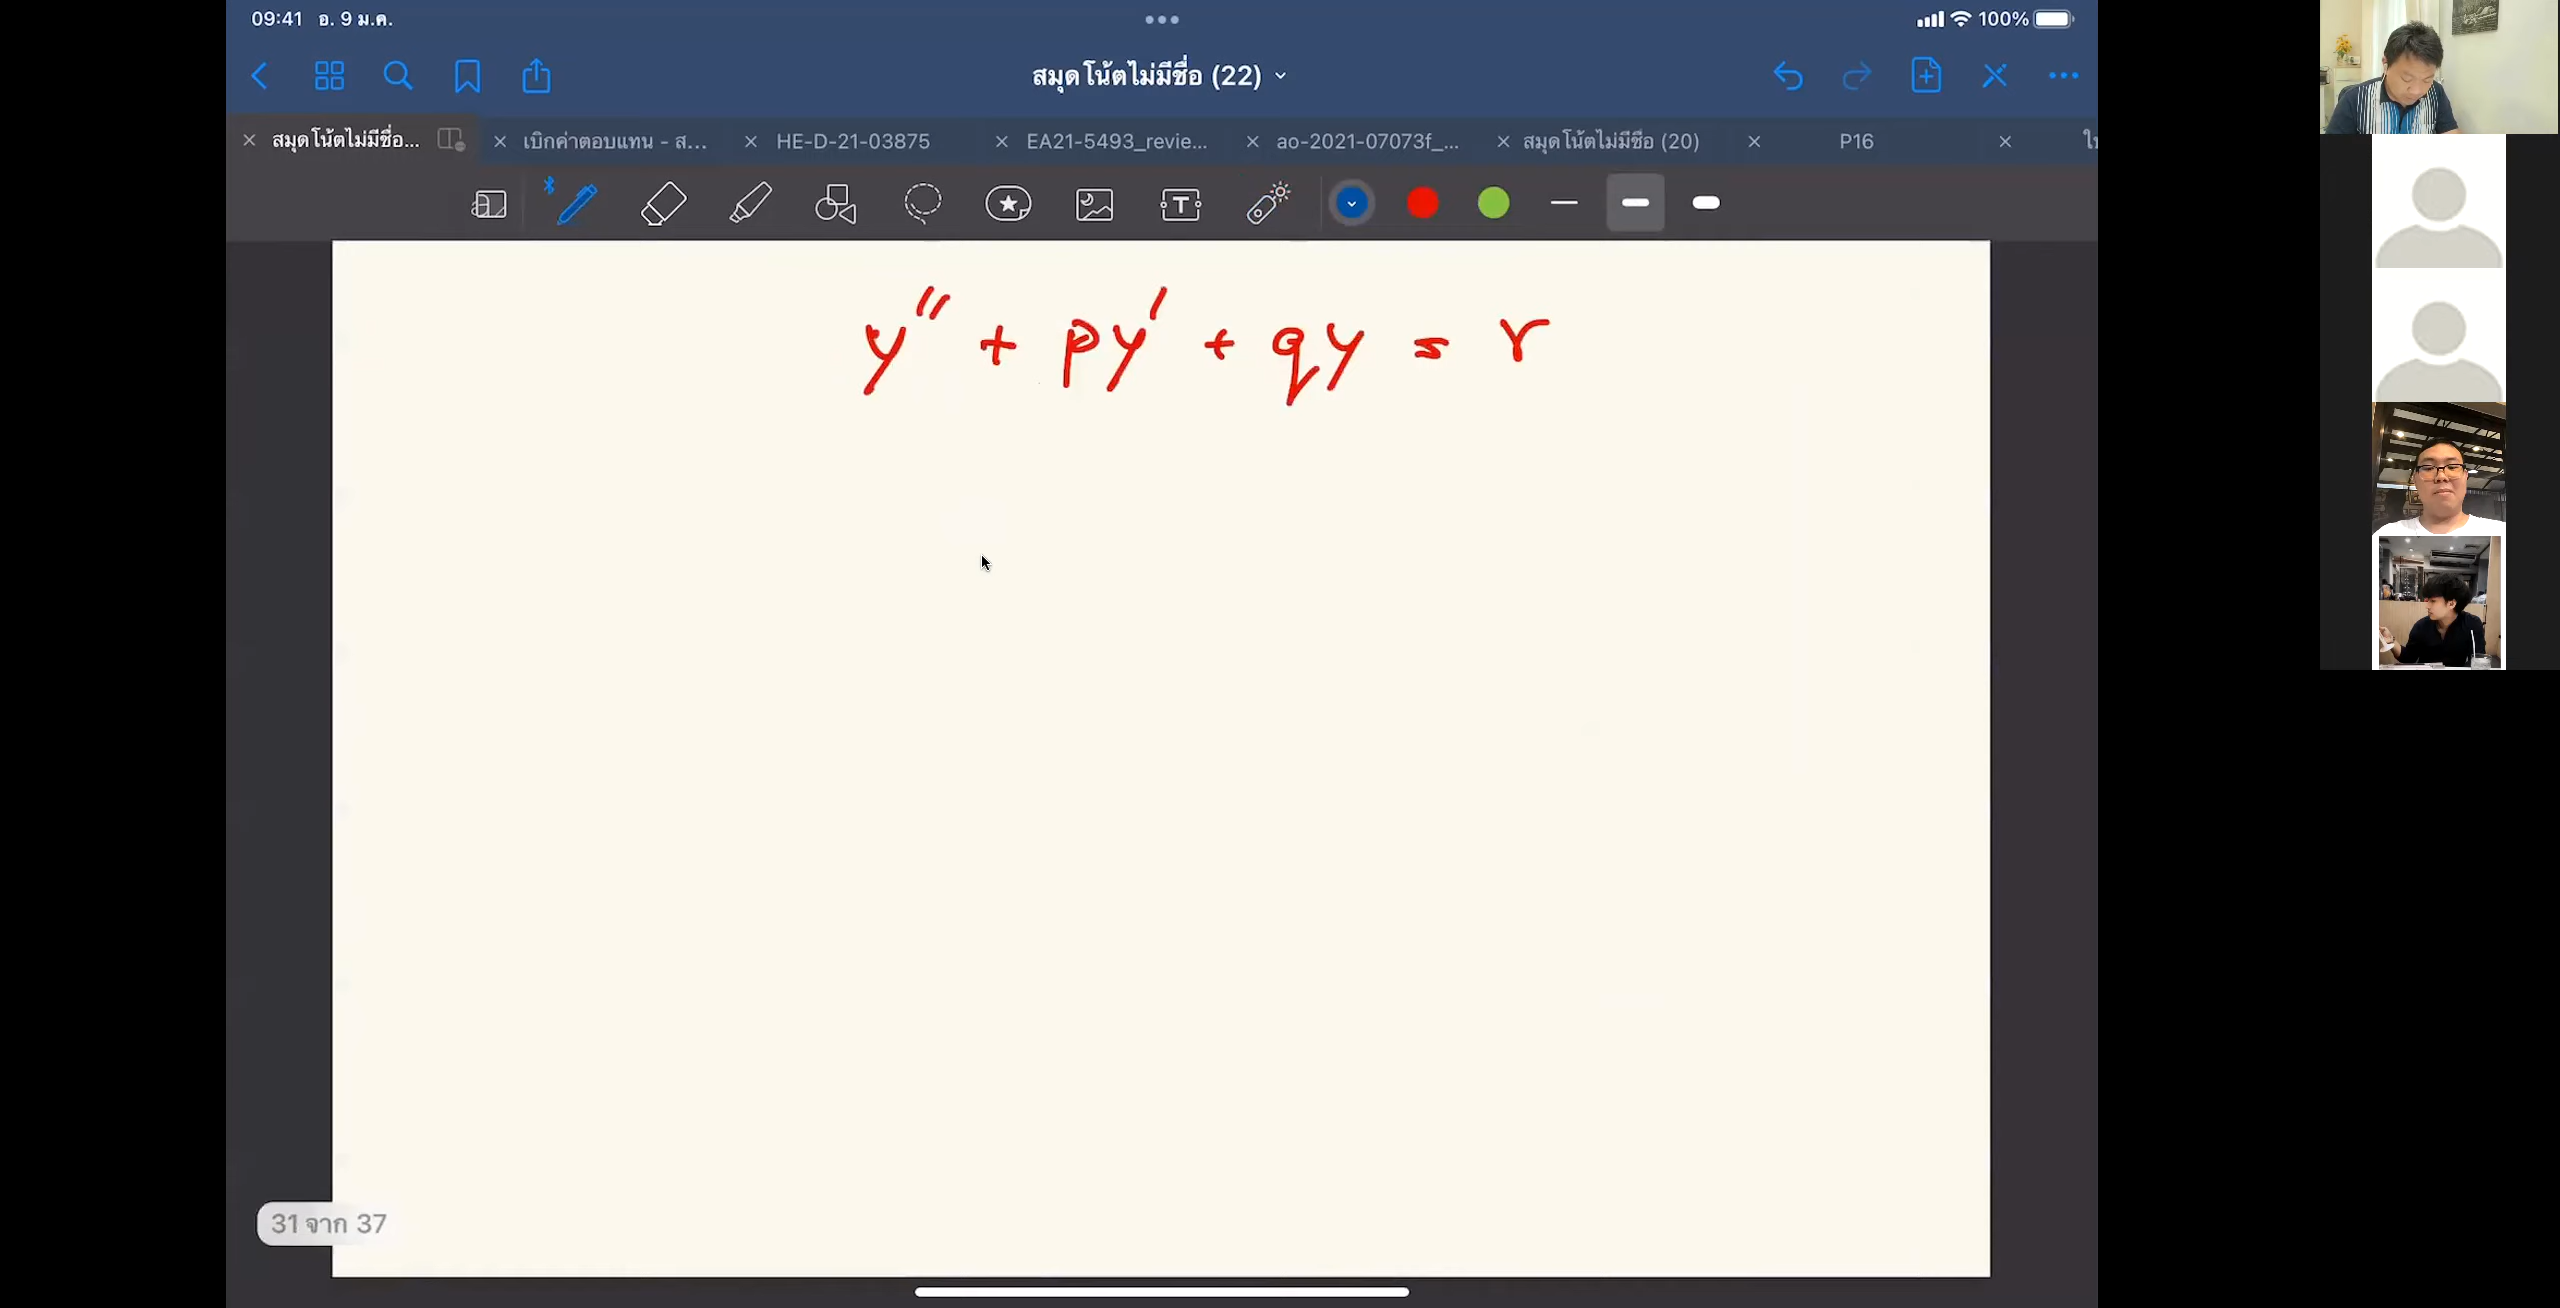 09:41 อ. 9 ม.ค.
100%
สมุดโน้ตไม่มีชื่อ (22)
สมุดโน้ตไม่มีชื่อ...
เบิกค่าตอบแทน - ส...
HE-D-21-03875
EA21-5493_revie...
ao-2021-07073f_...
สมุดโน้ตไม่มีชื่อ (20)
P16
y'' + py' + qy = r
31 จาก 37